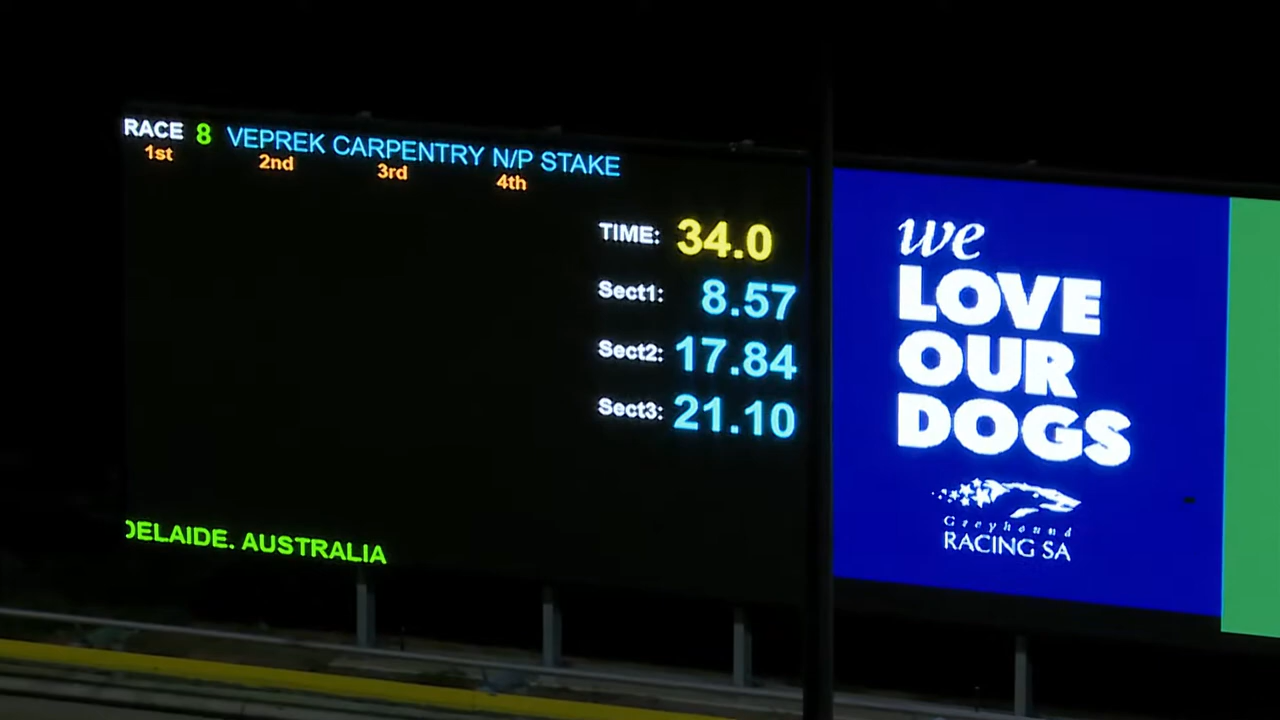 RACE 8 VEPREK CARPENTRY N/P STAKE
1st 2nd 3rd 4th
TIME: 34.0
Sect1: 8.57
Sect2: 17.84
Sect3: 21.10
DELAIDE. AUSTRALIA
we
LOVE
OUR
DOGS
Greyhound
RACING SA